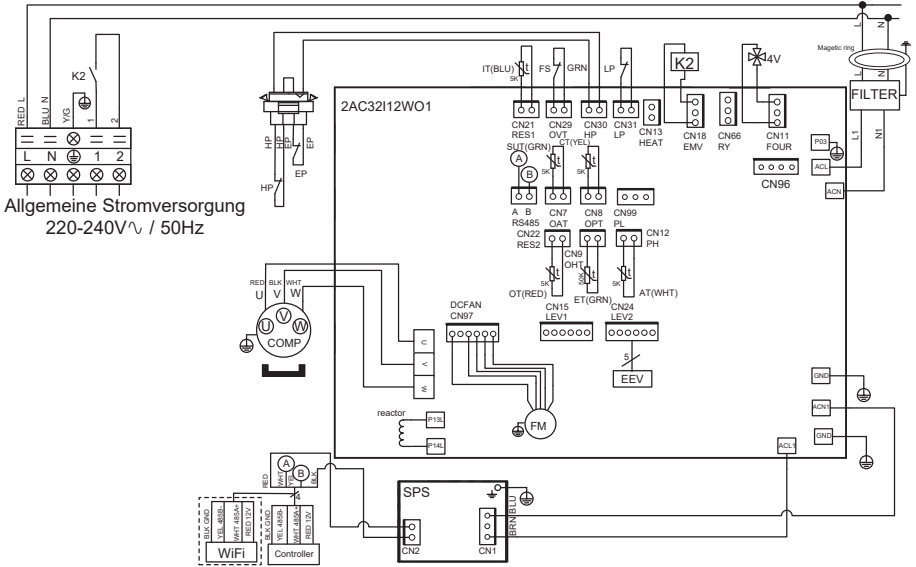 K2
RED L
BLU N
Y/G
1
2
L N 1 2
Allgemeine Stromversorgung
220-240V∿ / 50Hz
HP
HP
EP
EP
EP
HP
IT(BLU)
5K
t
FS
GRN
LP
K2
4V
L
N
Magetic ring
L
N
FILTER
L1
N1
2AC32I12WO1
CN21
RES1
CN29
OVT
CN30
HP
CN31
LP
CN13
HEAT
CN18
EMV
CN66
RY
CN11
FOUR
P03
ACL
ACN
CN96
SUT(GRN)
CT(YEL)
A
B
5K
t
5K
t
A B
RS485
CN22
RES2
CN7
OAT
CN8
OPT
CN99
PL
CN12
PH
CN9
OHT
5K
t
50K
t
5K
t
OT(RED)
ET(GRN)
AT(WHT)
CN15
LEV1
CN24
LEV2
5
EEV
RED BLK WHT
U V W
U
V
W
COMP
DCFAN
CN97
U
V
W
FM
reactor
P13L
P14L
GND
ACN1
GND
ACL1
RED
A
WHT
YEL
B
BLK
4
BLK GND
YEL 485B-
WHT 485A+
RED 12V
WiFi
BLK GND
YEL 485B-
WHT 485A+
RED 12V
Controller
SPS
CN2
CN1
BRN
BLU